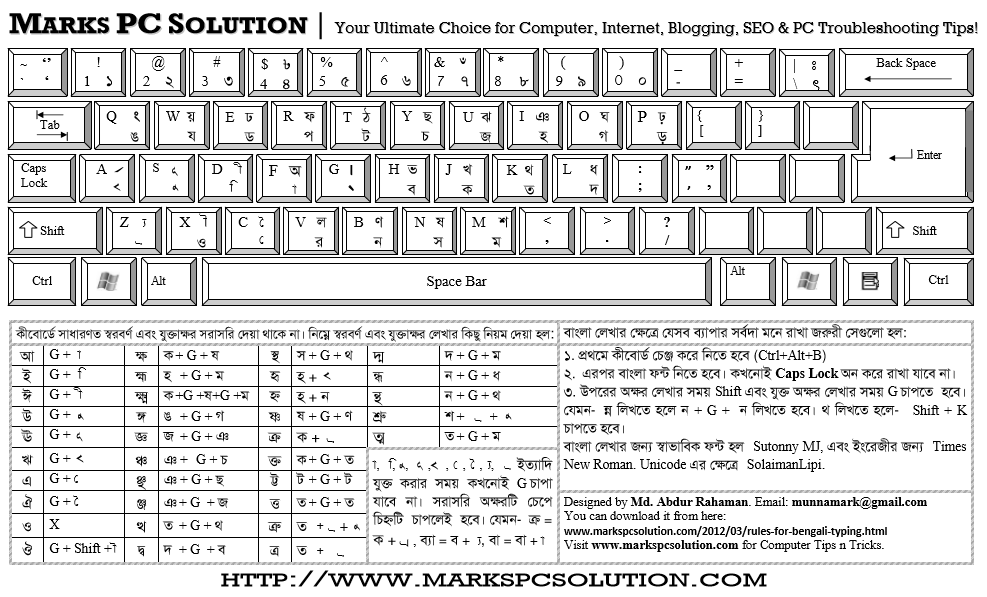 MARKS PC SOLUTION | Your Ultimate Choice for Computer, Internet, Blogging, SEO & PC Troubleshooting Tips!
~ ‘’ ! @ # $ ৳ % ^ & ঁ * ( ) _ + | ঃ Back Space
` ‘ 1 ১ 2 ২ 3 ৩ 4 ৪ 5 ৫ 6 ৬ 7 ৭ 8 ৮ 9 ৯ 0 ০ - = \ ৎ
Tab Q ং W য় E ঢ R ফ T ঠ Y ছ U ঝ I ঞ O ঘ P ঢ় { }
ঙ য ড প ট চ জ হ গ ড় [ ]
Caps Lock A র্ S ূ D ী F অ G । H ভ J খ K থ L ধ : " ” Enter
ৃ ু ি া ্ ব ক ত দ ; ' ’
Shift Z ্য X ৌ C ৈ V ল B ণ N ষ M শ < > ? Shift
্র ও ে র ন স ম , . /
Ctrl Alt Space Bar Alt Ctrl
কীবোর্ডে সাধারণত স্বরবর্ণ এবং যুক্তাক্ষর সরাসরি দেয়া থাকে না। নিম্নে স্বরবর্ণ এবং যুক্তাক্ষর লেখার কিছু নিয়ম দেয়া হল:
আ G + া ক্ষ ক + G + ষ স্থ স + G + থ দ্ম দ + G + ম
ই G + ি হ্ম হ + G + ম হৃ হ + ৃ ন্ধ ন + G + ধ
ঈ G + ী ক্ষ্ম ক+G +ষ+G +ম হ্ন হ + ন ন্থ ন + G + থ
উ G + ু ঙ্গ ঙ + G + গ ষ্ণ ষ + G + ণ শ্রু শ+ ্র + ু
ঊ G + ূ জ্ঞ জ + G + ঞ ক্র ক + ্র ত্ম ত+ G + ম
ঋ G + ৃ ঞ্চ ঞ + G + চ ক্ত ক + G + ত
এ G + ে ঞ্ছ ঞ + G + ছ ট্ট ট + G + ট
ঐ G + ৈ ঞ্জ ঞ + G + জ ত্ত ত + G + ত
ও X ত্থ ত + G + থ ক্রু ত + ্র + ু
ঔ G + Shift + ৌ দ্ব দ + G + ব ত্র ত + ্র
া, ি, ী, ু, ূ, ৃ, ে, ৈ, ্য, ্র ইত্যাদি
যুক্ত করার সময় কখনোই G চাপা
যাবে না। সরাসরি অক্ষরটি চেপে
চিহ্নটি চাপলেই হবে। যেমন- ক্র =
ক + ্র, ব্যা = ব + ্য, বা = বা + া
বাংলা লেখার ক্ষেত্রে যেসব ব্যাপার সর্বদা মনে রাখা জরুরী সেগুলো হল:
১. প্রথমে কীবোর্ড চেঞ্জ করে নিতে হবে (Ctrl+Alt+B)
২. এরপর বাংলা ফন্ট নিতে হবে। কখনোই Caps Lock অন করে রাখা যাবে না।
৩. উপরের অক্ষর লেখার সময় Shift এবং যুক্ত অক্ষর লেখার সময় G চাপতে হবে।
যেমন- ন্ন লিখতে হলে ন + G + ন লিখতে হবে। থ লিখতে হলে- Shift + K
চাপতে হবে।
বাংলা লেখার জন্য স্বাভাবিক ফন্ট হল Sutonny MJ, এবং ইংরেজীর জন্য Times
New Roman. Unicode এর ক্ষেত্রে SolaimanLipi.
Designed by Md. Abdur Rahaman. Email: munnamark@gmail.com
You can download it from here:
www.markspcsolution.com/2012/03/rules-for-bengali-typing.html
Visit www.markspcsolution.com for Computer Tips n Tricks.
HTTP://WWW.MARKSPCSOLUTION.COM